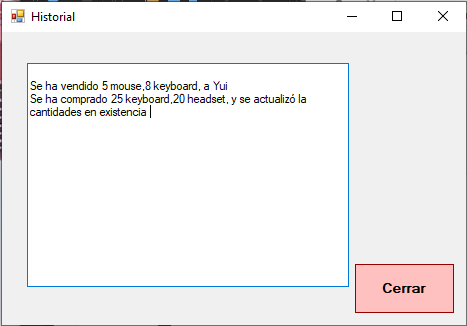 Historial
Se ha vendido 5 mouse,8 keyboard, a Yui
Se ha comprado 25 keyboard,20 headset, y se actualizó la
cantidades en existencia
Cerrar